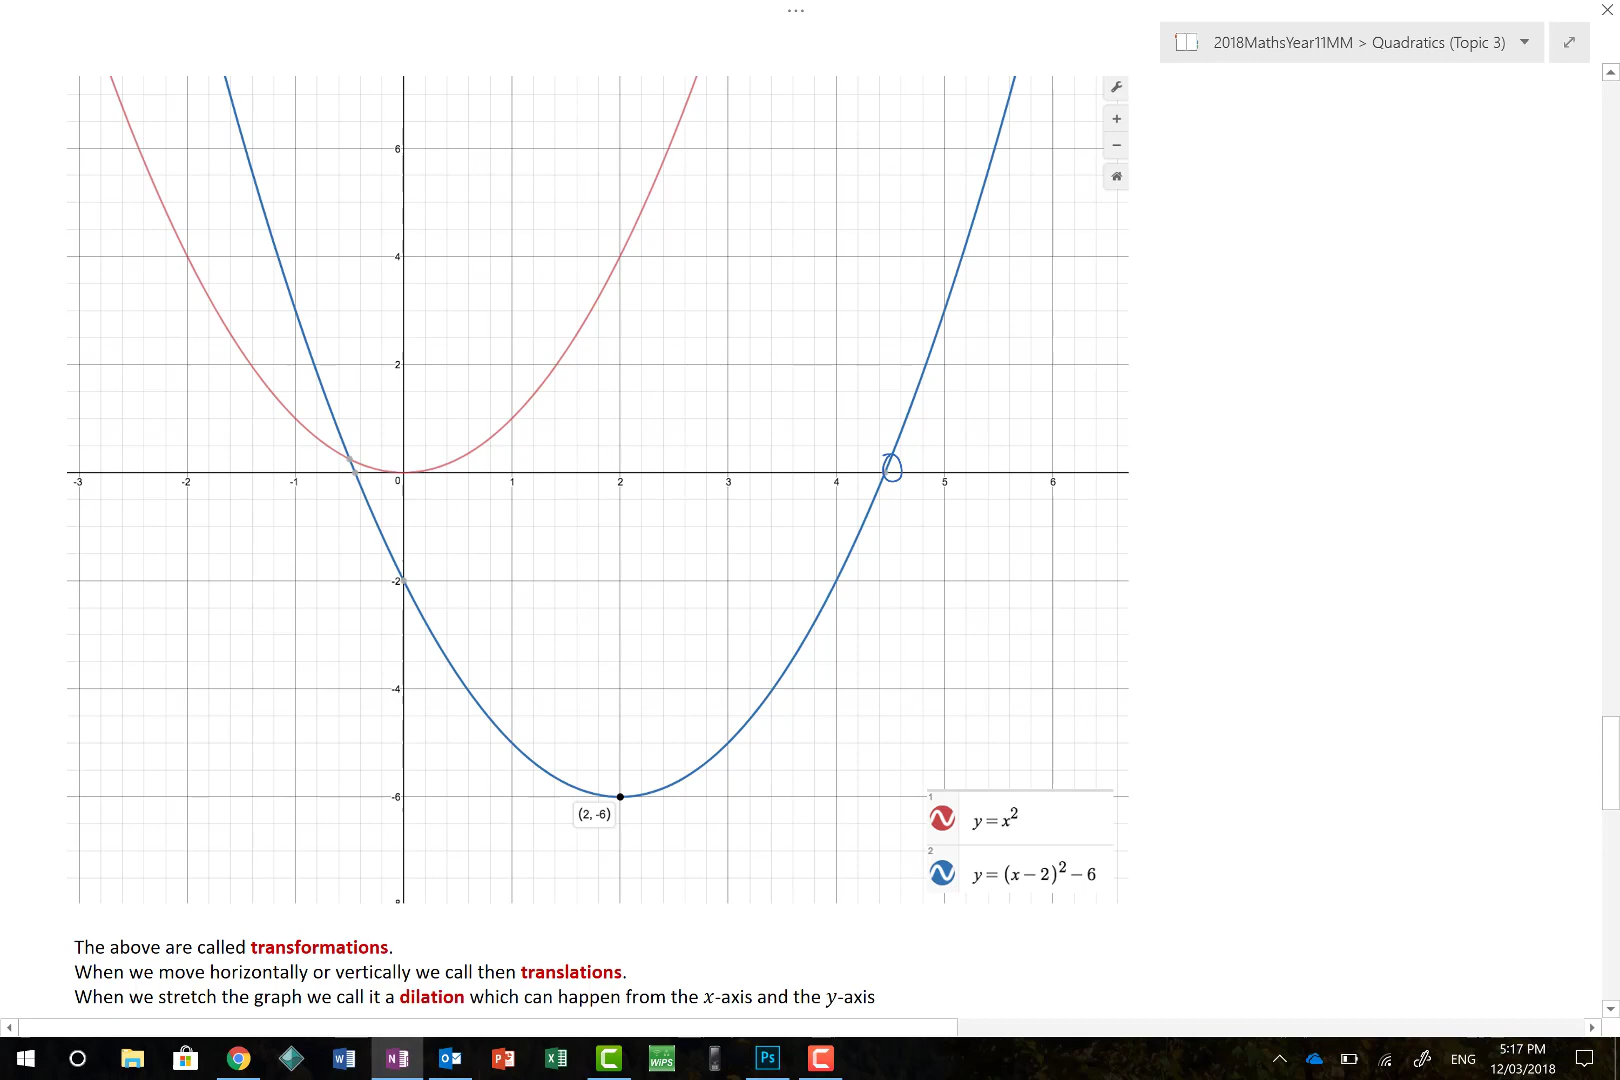 2018MathsYear11MM > Quadratics (Topic 3)
6
4
2
-3 -2 -1 0 1 2 3 4 5 6
-2
-4
-6
(2, -6)
1
y = x²
2
y = (x − 2)² − 6
The above are called transformations.
When we move horizontally or vertically we call then translations.
When we stretch the graph we call it a dilation which can happen from the x-axis and the y-axis
WiPS
Ps
ENG
5:17 PM
12/03/2018